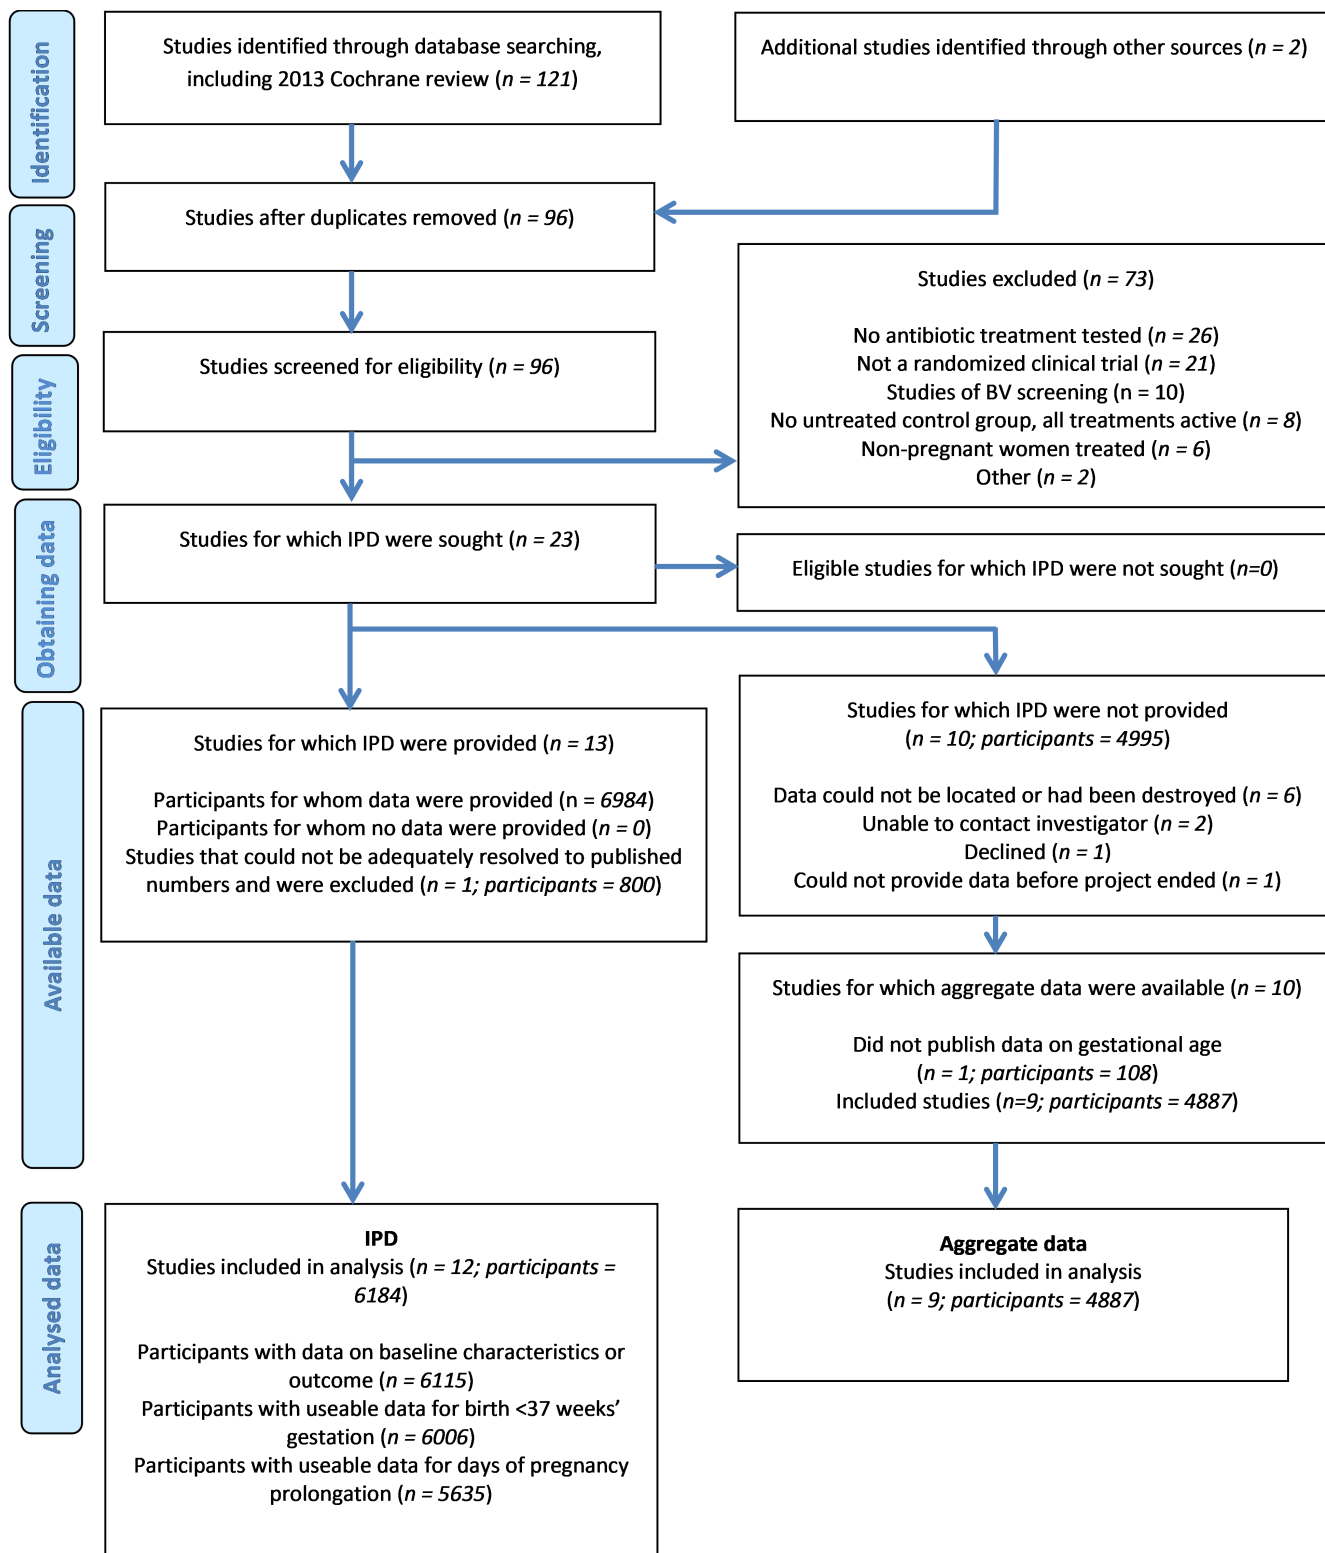 Identification
Studies identified through database searching,
including 2013 Cochrane review (n = 121)
Additional studies identified through other sources (n = 2)
Screening
Studies after duplicates removed (n = 96)
Studies excluded (n = 73)
No antibiotic treatment tested (n = 26)
Not a randomized clinical trial (n = 21)
Studies of BV screening (n = 10)
No untreated control group, all treatments active (n = 8)
Non-pregnant women treated (n = 6)
Other (n = 2)
Eligibility
Studies screened for eligibility (n = 96)
Obtaining data
Studies for which IPD were sought (n = 23)
Eligible studies for which IPD were not sought (n=0)
Available data
Studies for which IPD were provided (n = 13)
Participants for whom data were provided (n = 6984)
Participants for whom no data were provided (n = 0)
Studies that could not be adequately resolved to published
numbers and were excluded (n = 1; participants = 800)
Studies for which IPD were not provided
(n = 10; participants = 4995)
Data could not be located or had been destroyed (n = 6)
Unable to contact investigator (n = 2)
Declined (n = 1)
Could not provide data before project ended (n = 1)
Studies for which aggregate data were available (n = 10)
Did not publish data on gestational age
(n = 1; participants = 108)
Included studies (n=9; participants = 4887)
Analysed data
IPD
Studies included in analysis (n = 12; participants =
6184)
Participants with data on baseline characteristics or
outcome (n = 6115)
Participants with useable data for birth <37 weeks’
gestation (n = 6006)
Participants with useable data for days of pregnancy
prolongation (n = 5635)
Aggregate data
Studies included in analysis
(n = 9; participants = 4887)